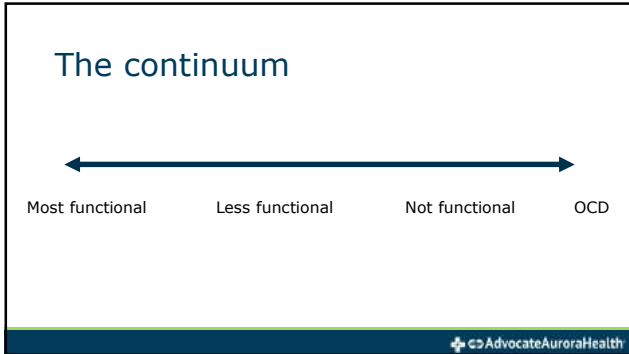 The continuum
Most functional Less functional Not functional OCD
AdvocateAuroraHealth